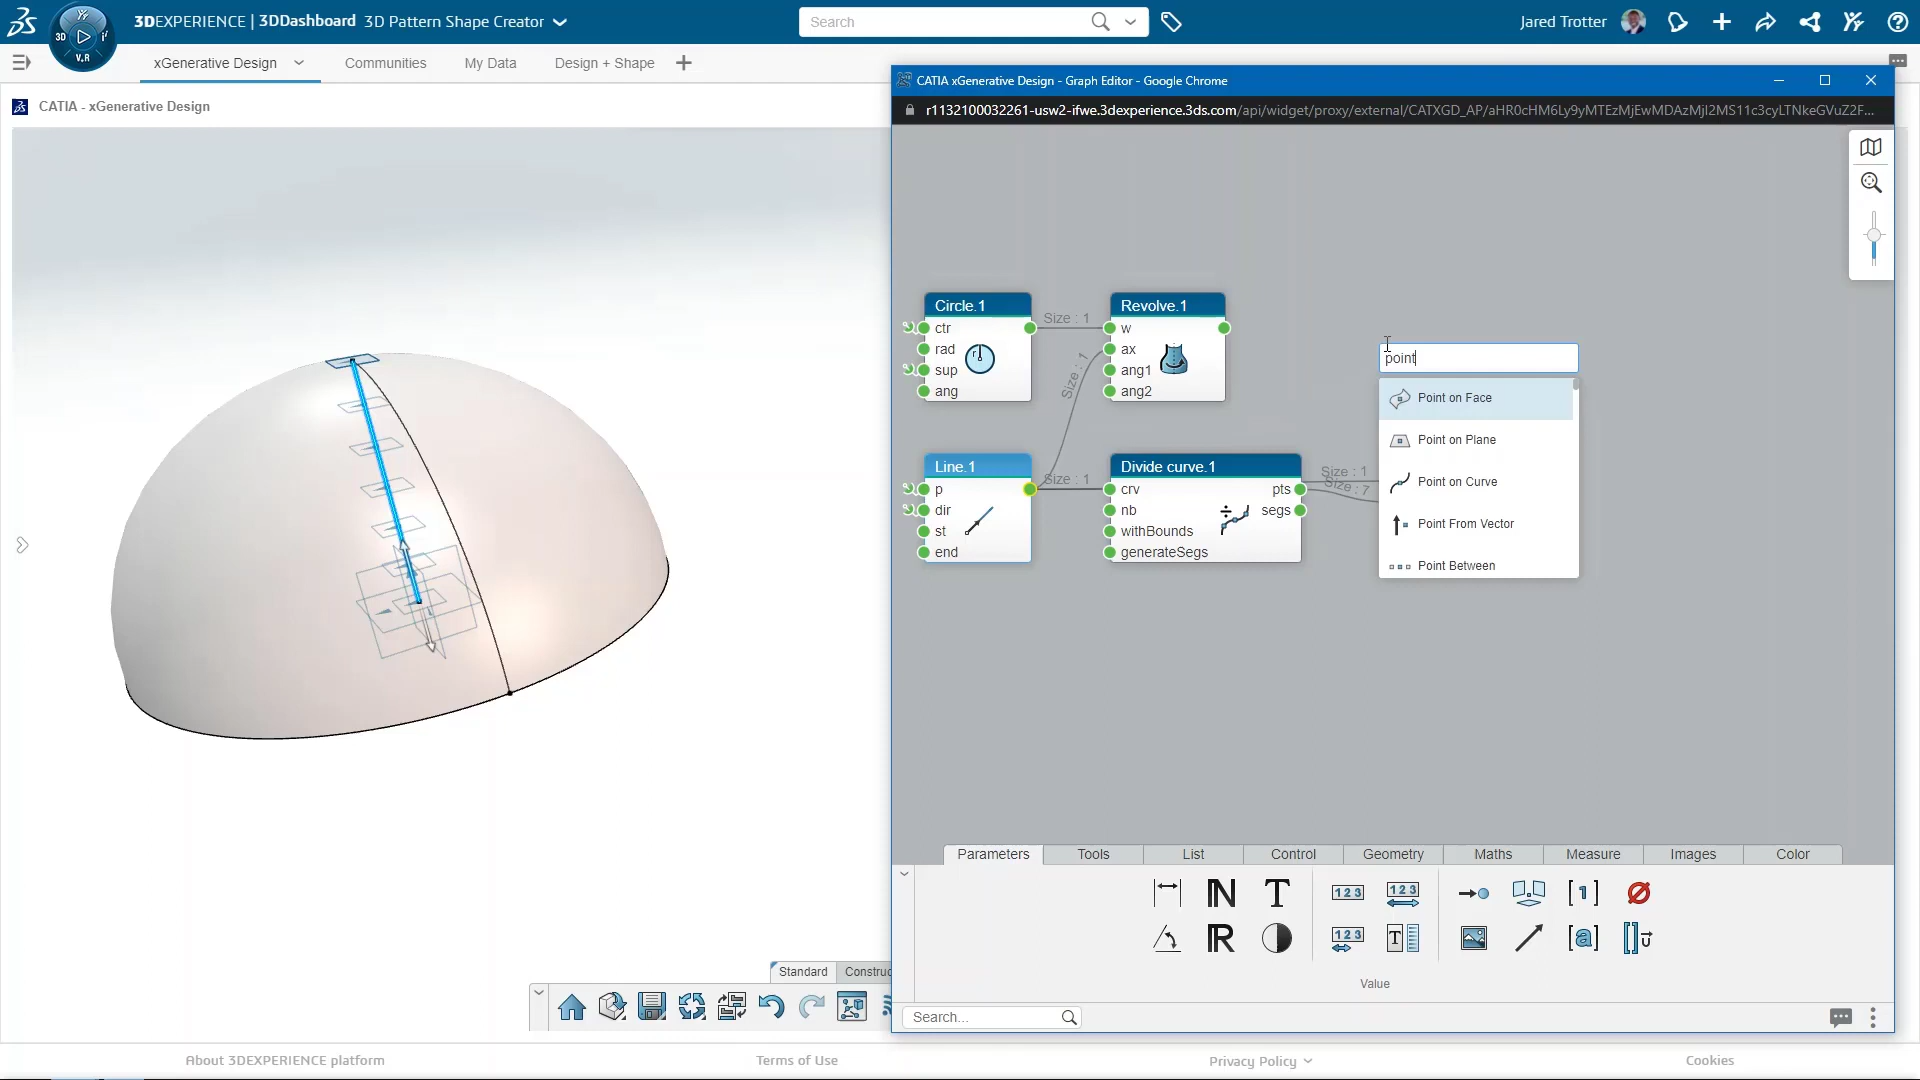 3DEXPERIENCE | 3DDashboard 3D Pattern Shape Creator
Search
Jared Trotter
3D
V.R
xGenerative Design
Communities
My Data
Design + Shape
CATIA - xGenerative Design
CATIA xGenerative Design - Graph Editor - Google Chrome
r1132100032261-usw2-ifwe.3dexperience.3ds.com/api/widget/proxy/external/CATXGD_AP/aHR0cHM6Ly9yMTEzMjEwMDAzMjI2MS11c3cyLTNkeGVuZ2F...
Circle.1
ctr
rad
sup
ang
Size : 1
Revolve.1
w
ax
ang1
ang2
Size : 1
Line.1
p
dir
st
end
Size : 1
Divide curve.1
crv
nb
withBounds
generateSegs
pts
segs
Size : 1
Size : 7
point
Point on Face
Point on Plane
Point on Curve
Point From Vector
Point Between
Parameters
Tools
List
Control
Geometry
Maths
Measure
Images
Color
Value
Search...
Standard
Construc
About 3DEXPERIENCE platform
Terms of Use
Privacy Policy
Cookies